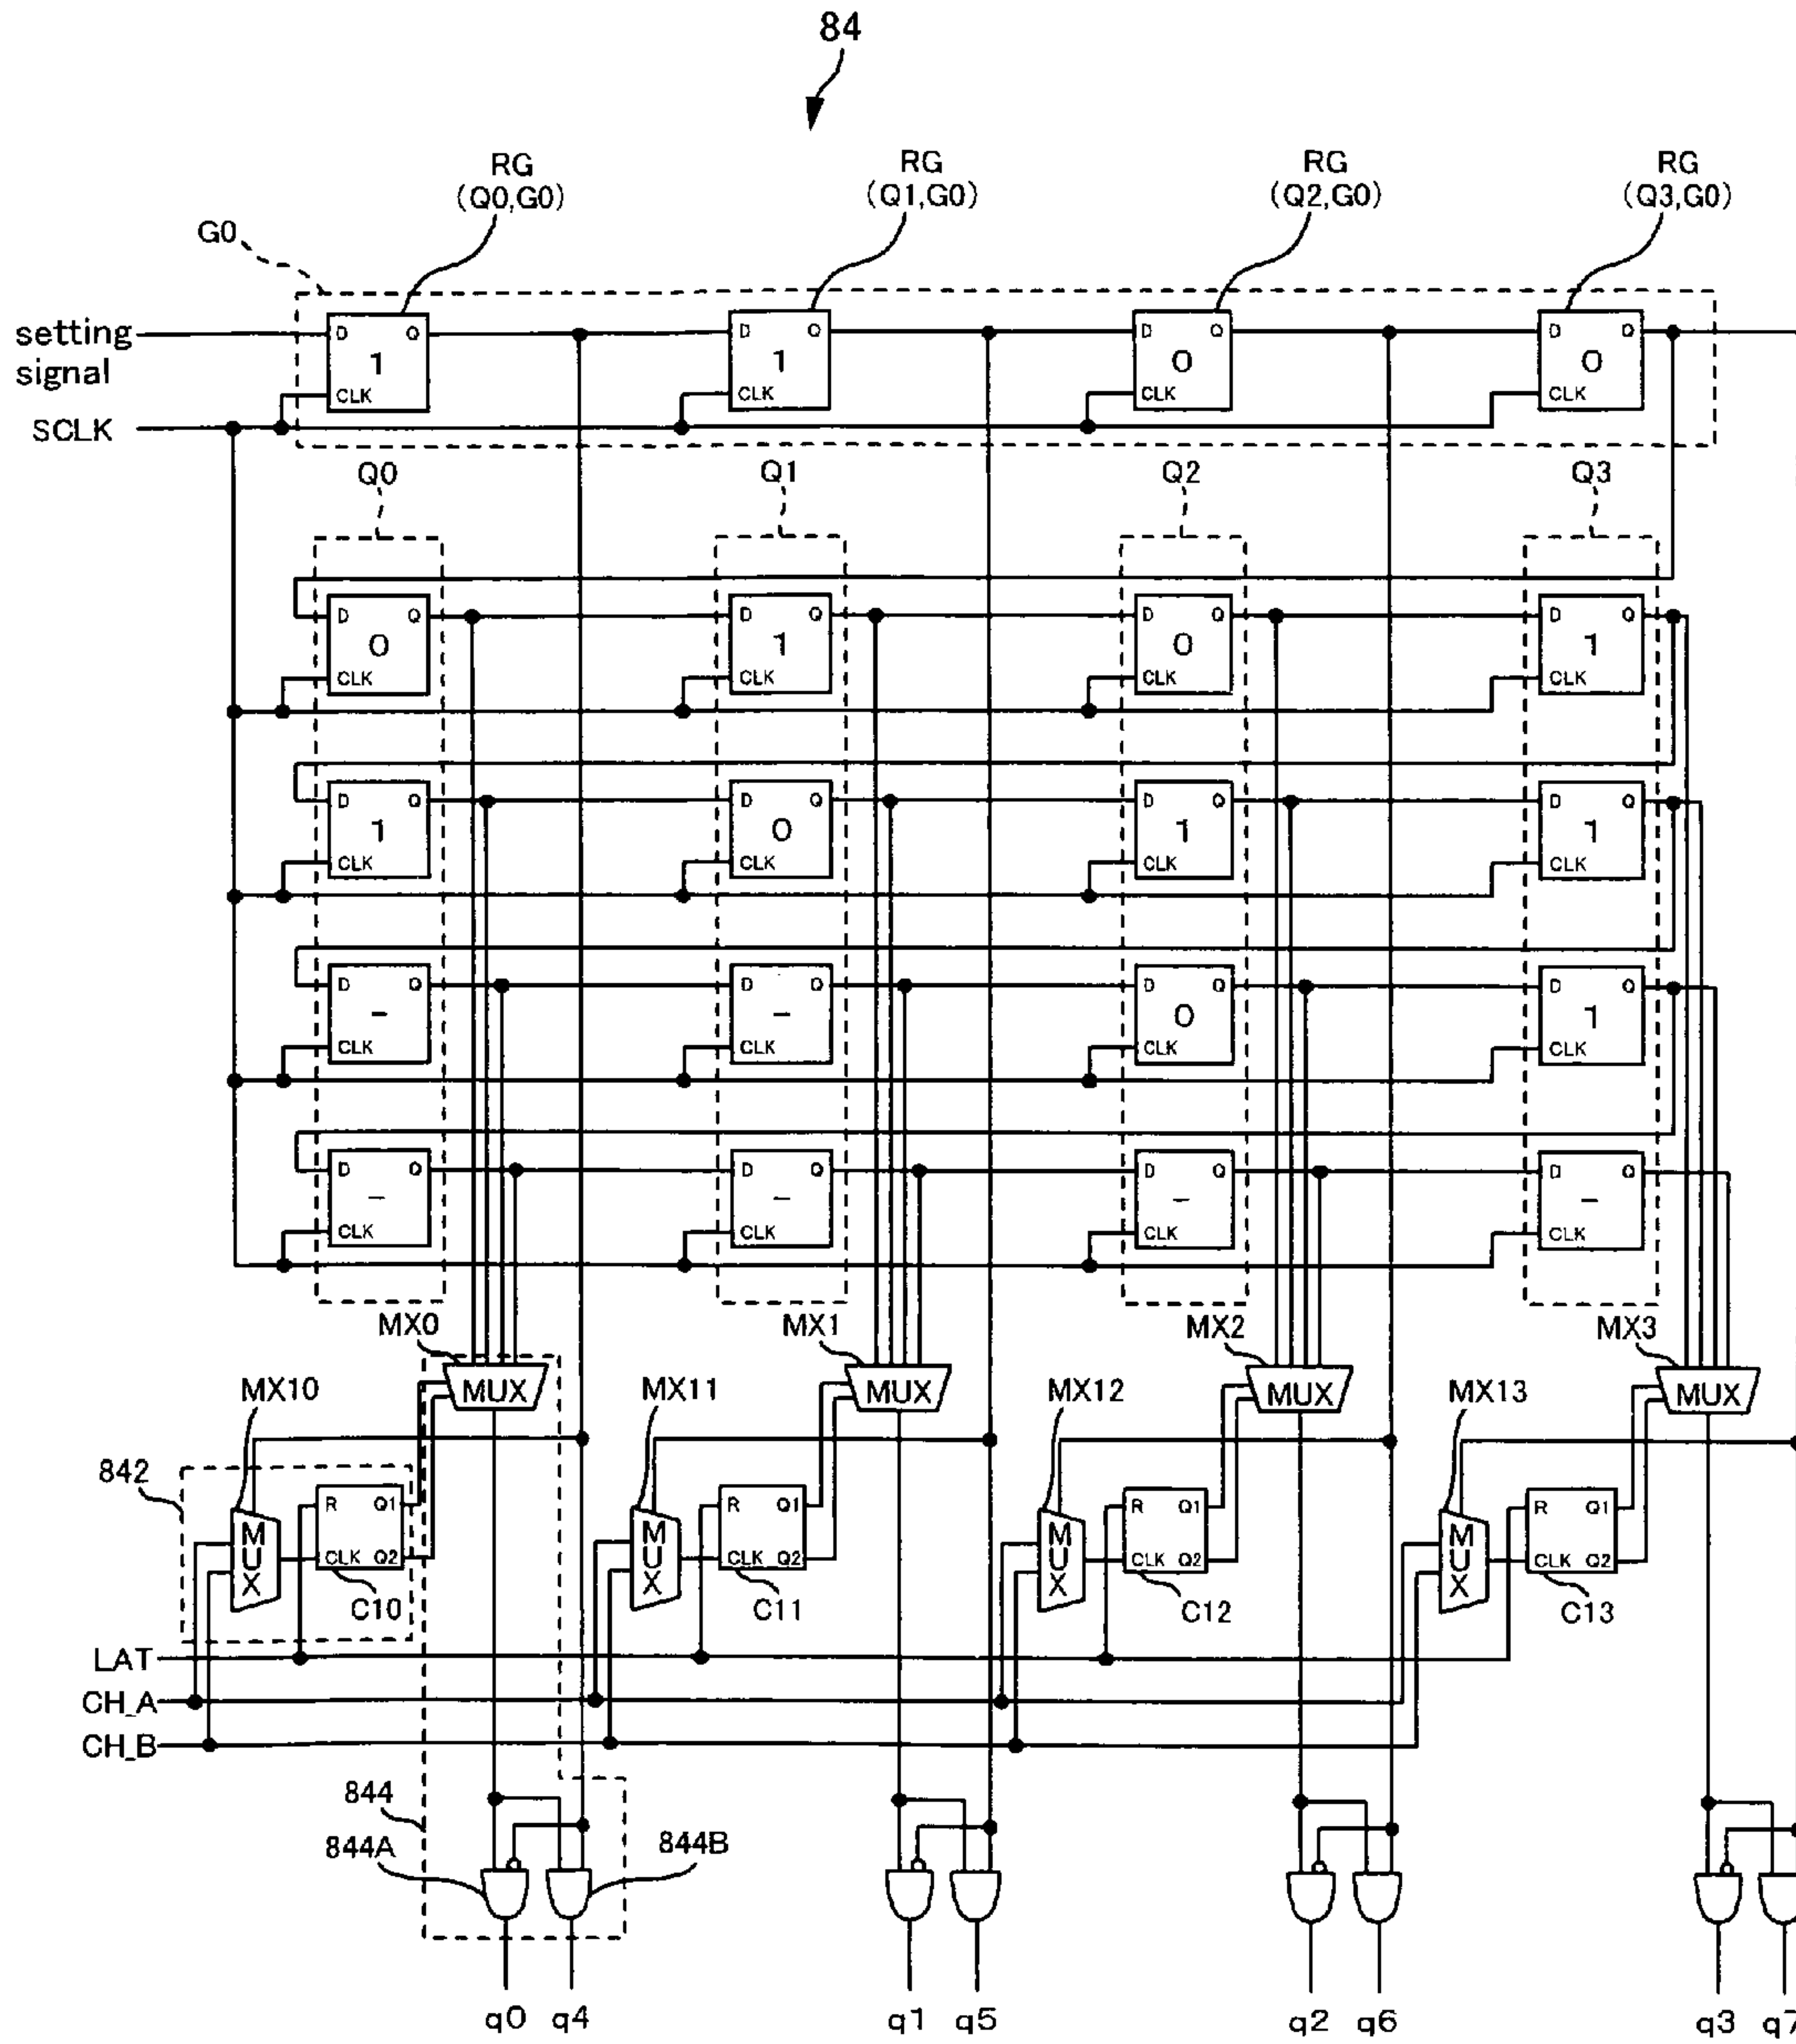 84
RG
(Q0,G0)
RG
(Q1,G0)
RG
(Q2,G0)
RG
(Q3,G0)
G0
setting
signal
D Q
1
CLK
D Q
1
CLK
D Q
0
CLK
D Q
0
CLK
SCLK
Q0
Q1
Q2
Q3
D Q
0
CLK
D Q
1
CLK
D Q
0
CLK
D Q
1
CLK
D Q
1
CLK
D Q
0
CLK
D Q
1
CLK
D Q
1
CLK
D Q
-
CLK
D Q
-
CLK
D Q
0
CLK
D Q
1
CLK
D Q
-
CLK
D Q
-
CLK
D Q
-
CLK
D Q
-
CLK
MX0
MX1
MX2
MX3
MUX
MUX
MUX
MUX
MX10
MX11
MX12
MX13
842
MUX
R Q1
CLK Q2
MUX
R Q1
CLK Q2
MUX
R Q1
CLK Q2
MUX
R Q1
CLK Q2
C10
C11
C12
C13
LAT
CH_A
CH_B
844
844A
844B
q0 q4
q1 q5
q2 q6
q3 q7